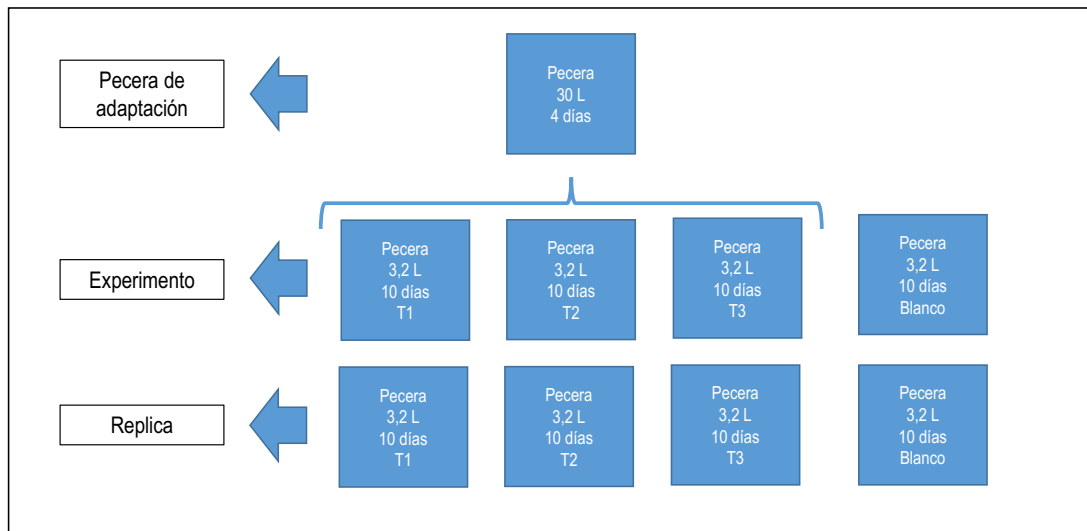 Pecera de
adaptación
Pecera
30 L
4 días
Experimento
Pecera
3,2 L
10 días
T1
Pecera
3,2 L
10 días
T2
Pecera
3,2 L
10 días
T3
Pecera
3,2 L
10 días
Blanco
Replica
Pecera
3,2 L
10 días
T1
Pecera
3,2 L
10 días
T2
Pecera
3,2 L
10 días
T3
Pecera
3,2 L
10 días
Blanco